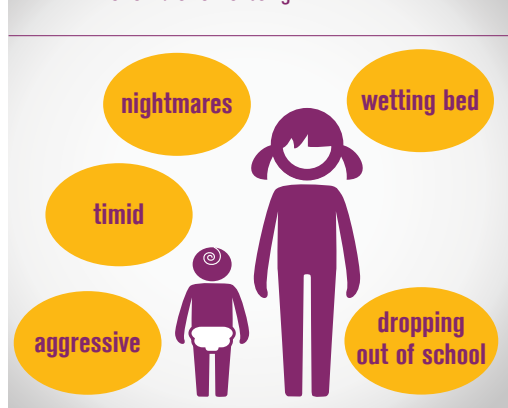 nightmares
wetting bed
timid
aggressive
dropping
out of school